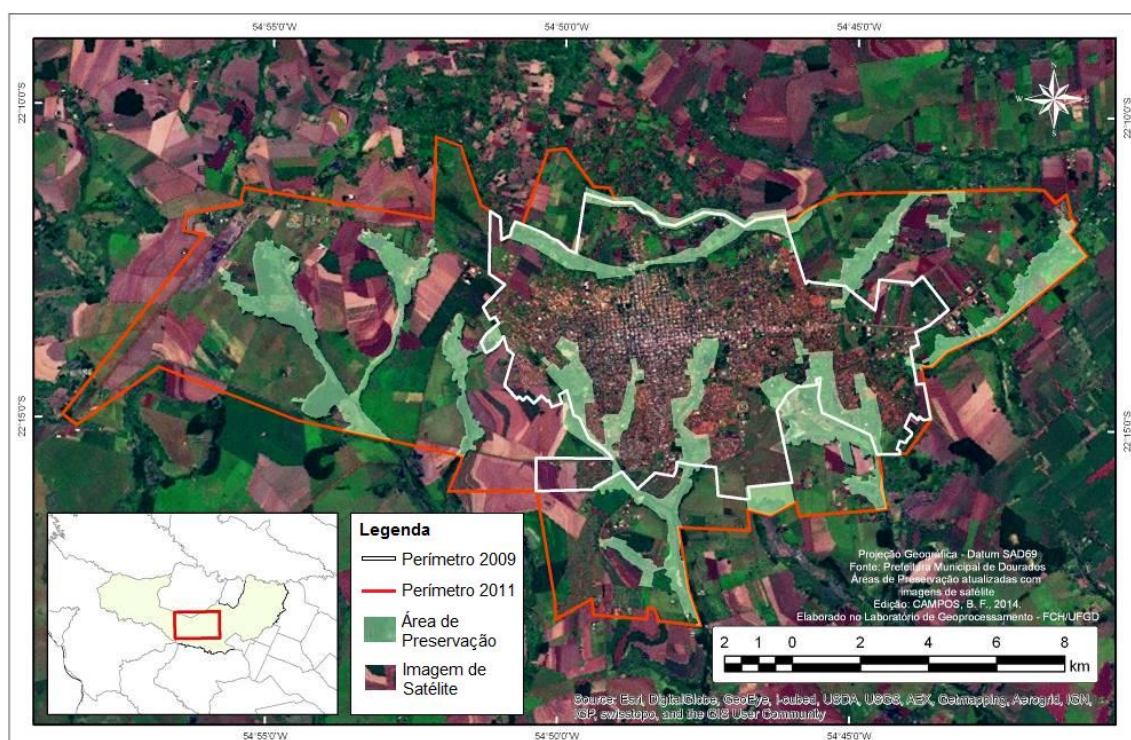 54°55'0"W 54°50'0"W 54°45'0"W
22°10'0"S
22°10'0"S
N
W E
S
22°15'0"S
22°15'0"S
Legenda
Perímetro 2009
Perímetro 2011
Área de
Preservação
Imagem de
Satélite
Projeção Geográfica - Datum SAD69
Fonte: Prefeitura Municipal de Dourados
Áreas de Preservação atualizadas com
imagens de satélite
Edição: CAMPOS, B. F., 2014.
Elaborado no Laboratório de Geoprocessamento - FCH/UFGD
2 1 0 2 4 6 8
km
Source: Esri, DigitalGlobe, GeoEye, i-cubed, USDA, USGS, AEX, Getmapping, Aerogrid, IGN,
IGP, swisstopo, and the GIS User Community
54°55'0"W 54°50'0"W 54°45'0"W